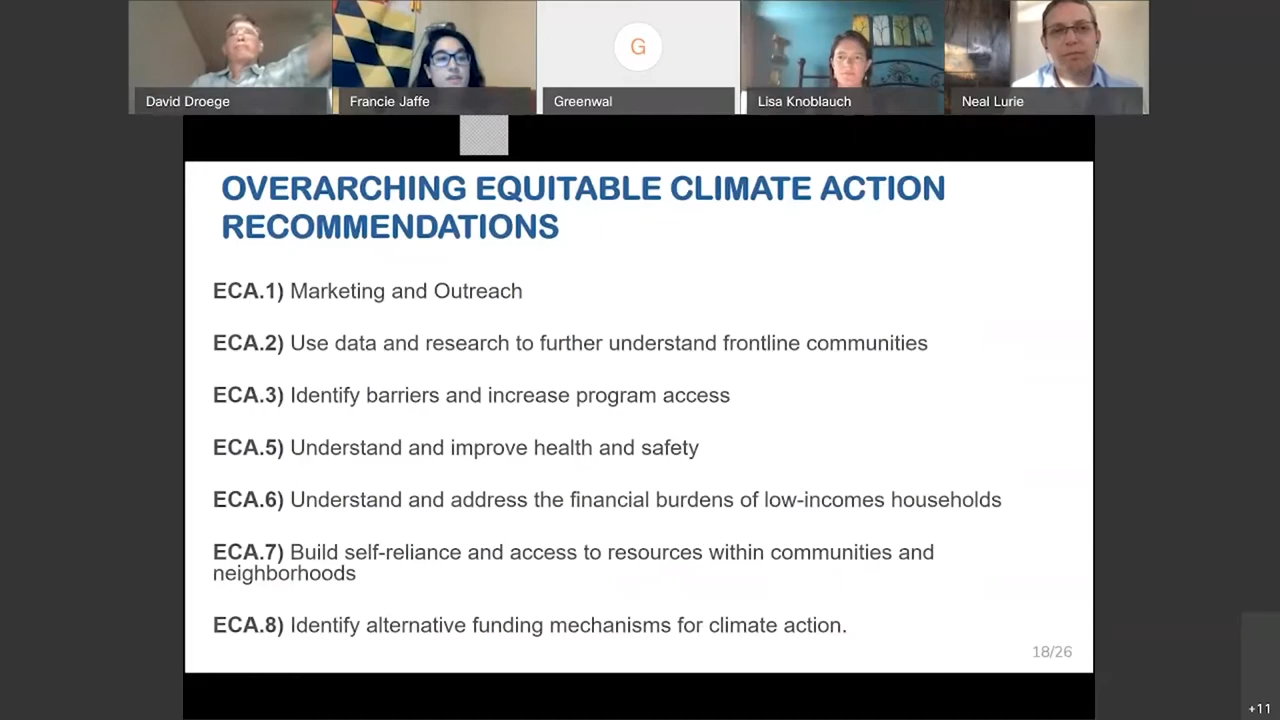 G
David Droege
Francie Jaffe
Greenwal
Lisa Knoblauch
Neal Lurie
OVERARCHING EQUITABLE CLIMATE ACTION
RECOMMENDATIONS
ECA.1) Marketing and Outreach
ECA.2) Use data and research to further understand frontline communities
ECA.3) Identify barriers and increase program access
ECA.5) Understand and improve health and safety
ECA.6) Understand and address the financial burdens of low-incomes households
ECA.7) Build self-reliance and access to resources within communities and
neighborhoods
ECA.8) Identify alternative funding mechanisms for climate action.
18/26
+11